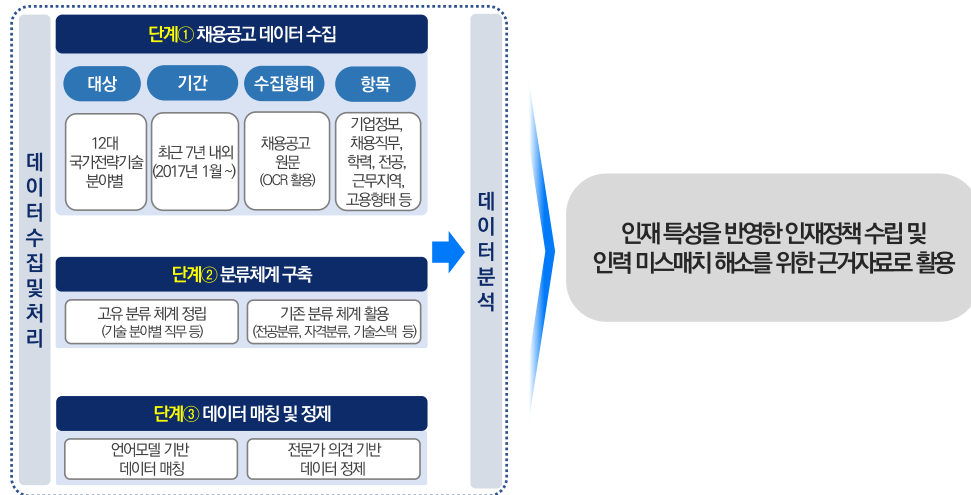 데이터수집및처리
단계① 채용공고 데이터 수집
대상
기간
수집형태
항목
12대
국가전략기술
분야별
최근 7년 내외
(2017년 1월 ~)
채용공고
원문
(OCR 활용)
기업정보,
채용직무,
학력, 전공,
근무지역,
고용형태 등
단계② 분류체계 구축
고유 분류 체계 정립
(기술 분야별 직무 등)
기존 분류 체계 활용
(전공분류, 자격분류, 기술스택 등)
단계③ 데이터 매칭 및 정제
언어모델 기반
데이터 매칭
전문가 의견 기반
데이터 정제
데이터분석
인재 특성을 반영한 인재정책 수립 및
인력 미스매치 해소를 위한 근거자료로 활용